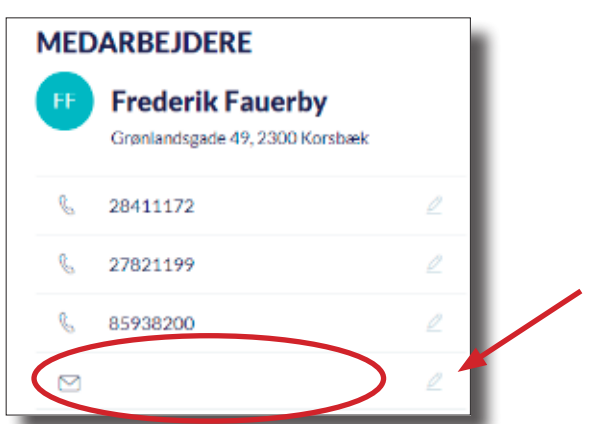 MEDARBEJDERE
FF
Frederik Fauerby
Grønlandsgade 49, 2300 Korsbæk
28411172
27821199
85938200